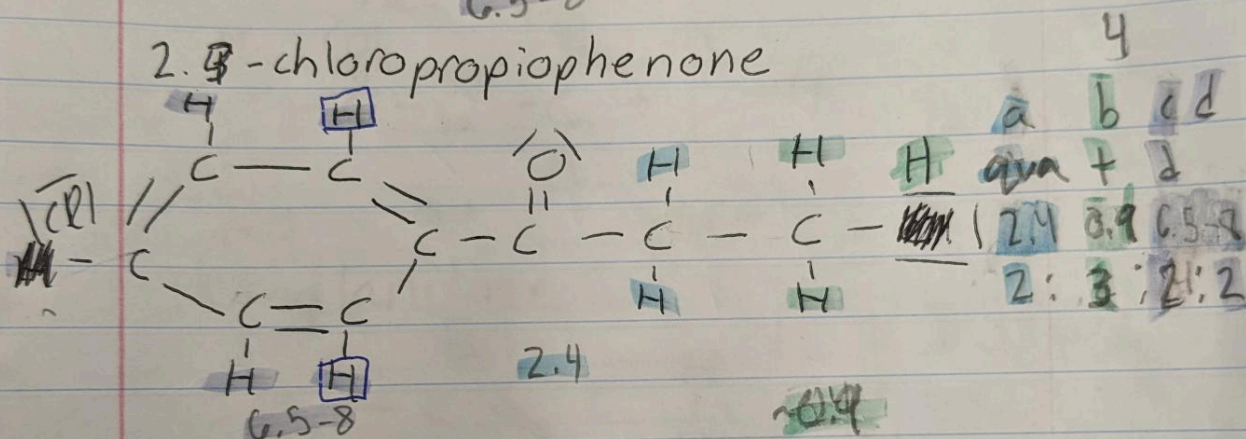 2. 4-chloropropiophenone
4
H H a b c d
C — C O H H H qua t d
Cl C C — C — C — C — 2.4 0.9 6.5-8
C = C H H 2: 3: 2: 2
H H 2.4
6.5-8